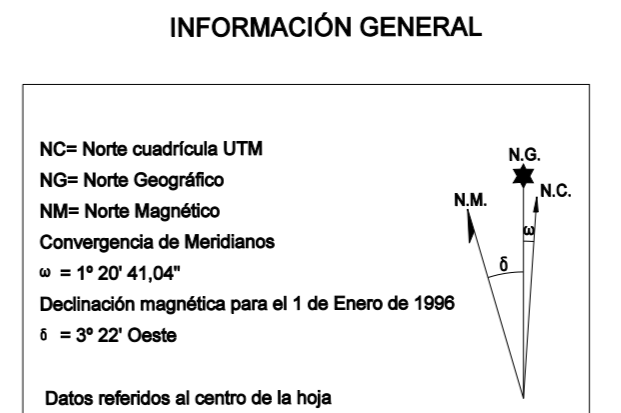 INFORMACIÓN GENERAL
NC= Norte cuadrícula UTM
NG= Norte Geográfico
NM= Norte Magnético
Convergencia de Meridianos
ω = 1º 20' 41,04"
Declinación magnética para el 1 de Enero de 1996
δ = 3º 22' Oeste
Datos referidos al centro de la hoja
N.G.
N.M.
N.C.
ω
δ